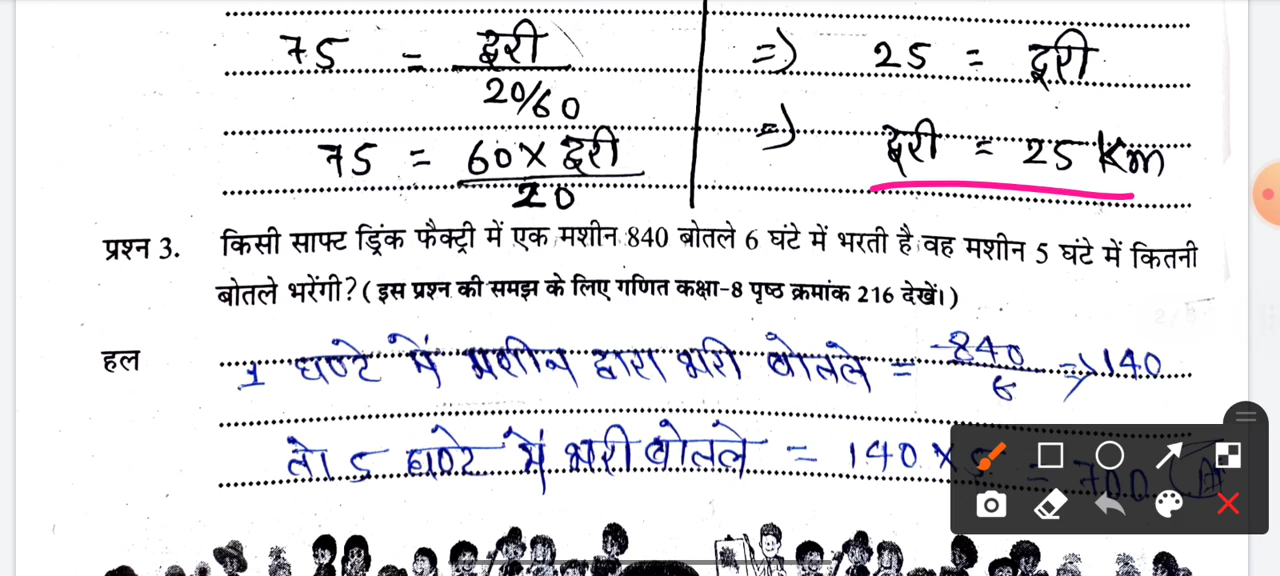 75 = दूरी / 20/60
75 = 60 × दूरी / 20
=> 25 = दूरी
=> दूरी = 25 Km
प्रश्न 3. किसी साफ्ट ड्रिंक फैक्ट्री में एक मशीन 840 बोतले 6 घंटे में भरती है वह मशीन 5 घंटे में कितनी
बोतले भरेंगी? ( इस प्रश्न की समझ के लिए गणित कक्षा-8 पृष्ठ क्रमांक 216 देखें।)
हल 1 घण्टे में मशीन द्वारा भरी बोतले = 840 / 6 => 140
तो 5 घण्टे में भरी बोतले = 140 × 5 = 700